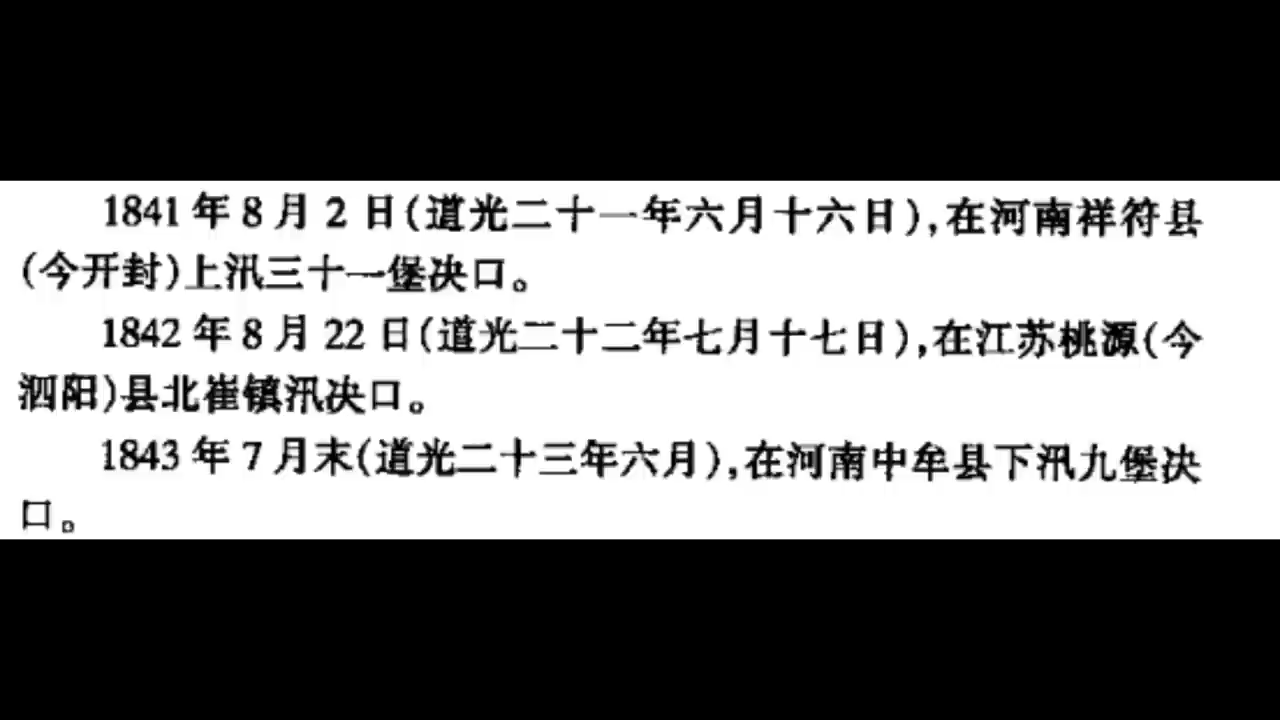 1841年8月2日(道光二十一年六月十六日),在河南祥符县
(今开封)上汛三十一堡决口。
1842年8月22日(道光二十二年七月十七日),在江苏桃源(今
泗阳)县北崔镇汛决口。
1843年7月末(道光二十三年六月),在河南中牟县下汛九堡决
口。